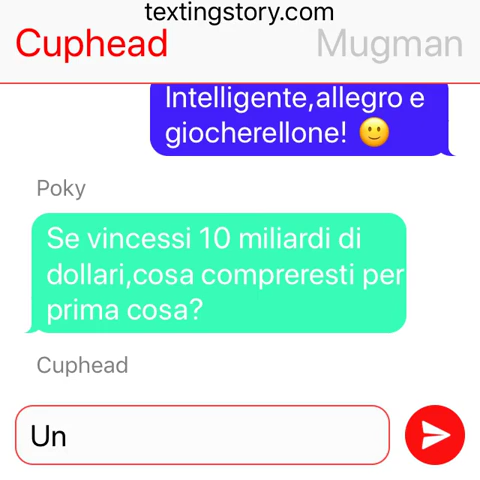 textingstory.com
Cuphead Mugman
Intelligente,allegro e
giocherellone! 🙂
Poky
Se vincessi 10 miliardi di
dollari,cosa compreresti per
prima cosa?
Cuphead
Un